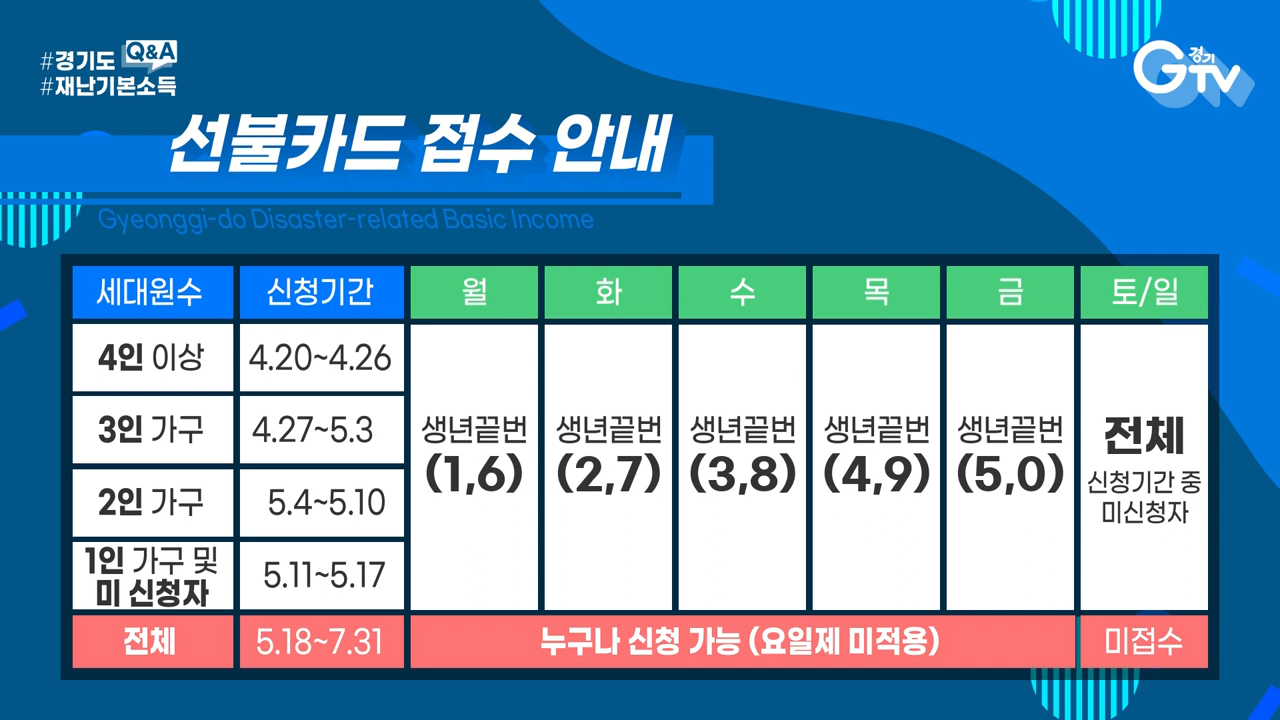 #경기도 Q&A
#재난기본소득
경기
GTV
선불카드 접수 안내
Gyeonggi-do Disaster-related Basic Income
세대원수 신청기간 월 화 수 목 금 토/일
4인 이상 4.20~4.26
3인 가구 4.27~5.3
2인 가구 5.4~5.10
1인 가구 및
미 신청자
5.11~5.17
생년끝번
(1,6)
생년끝번
(2,7)
생년끝번
(3,8)
생년끝번
(4,9)
생년끝번
(5,0)
전체
신청기간 중
미신청자
전체 5.18~7.31 누구나 신청 가능 (요일제 미적용) 미접수